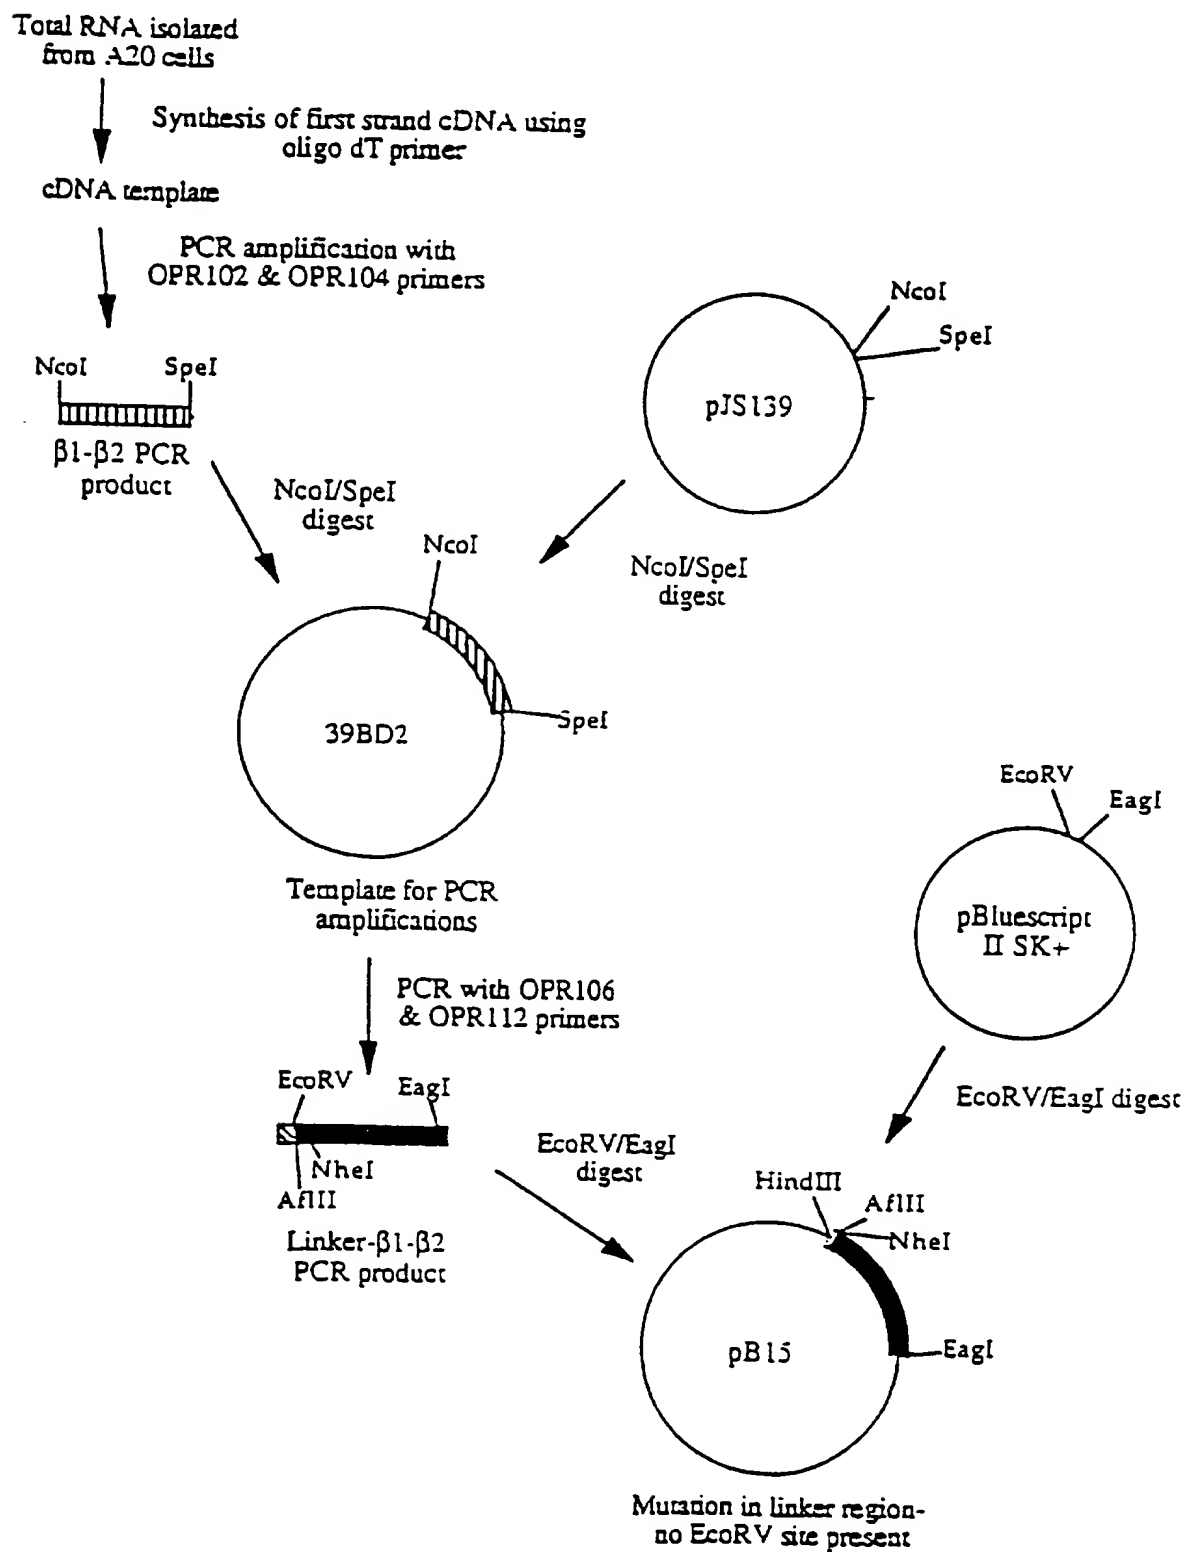 Total RNA isolated
from A20 cells
Synthesis of first strand cDNA using
oligo dT primer
cDNA template
PCR amplification with
OPR102 & OPR104 primers
NcoI
SpeI
β1-β2 PCR
product
NcoI
SpeI
pJS139
NcoI/SpeI
digest
NcoI/SpeI
digest
NcoI
SpeI
39BD2
Template for PCR
amplifications
EcoRV
EagI
pBluescript
II SK+
PCR with OPR106
& OPR112 primers
EcoRV
EagI
NheI
AflII
Linker-β1-β2
PCR product
EcoRV/EagI
digest
EcoRV/EagI digest
HindIII
AflII
NheI
EagI
pB15
Mutation in linker region-
no EcoRV site present